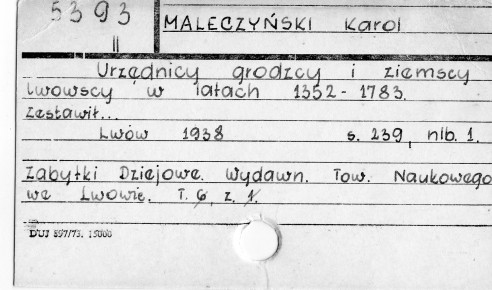 5393
II
MALECZYŃSKI Karol
Urzędnicy grodzcy i ziemscy
lwowscy w latach 1352-1783.
Zestawił...
Lwów 1938 s. 239, nlb. 1.
Zabytki Dziejowe. Wydawn. Tow. Naukowego
we Lwowie. T. 6, z. 1.
DUJ 597/73. 15000